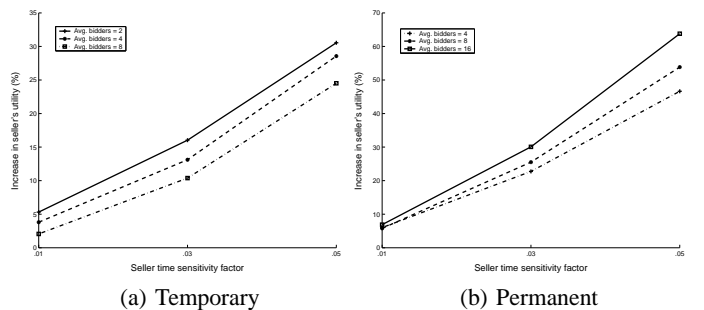 Increase in seller's utility (%)
35
30
25
20
15
10
5
0
Avg. bidders = 2
Avg. bidders = 4
Avg. bidders = 8
.01
.03
.05
Seller time sensitivity factor
(a) Temporary
Increase in seller's utility (%)
70
60
50
40
30
20
10
0
Avg. bidders = 4
Avg. bidders = 8
Avg. bidders = 16
.01
.03
.05
Seller time sensitivity factor
(b) Permanent